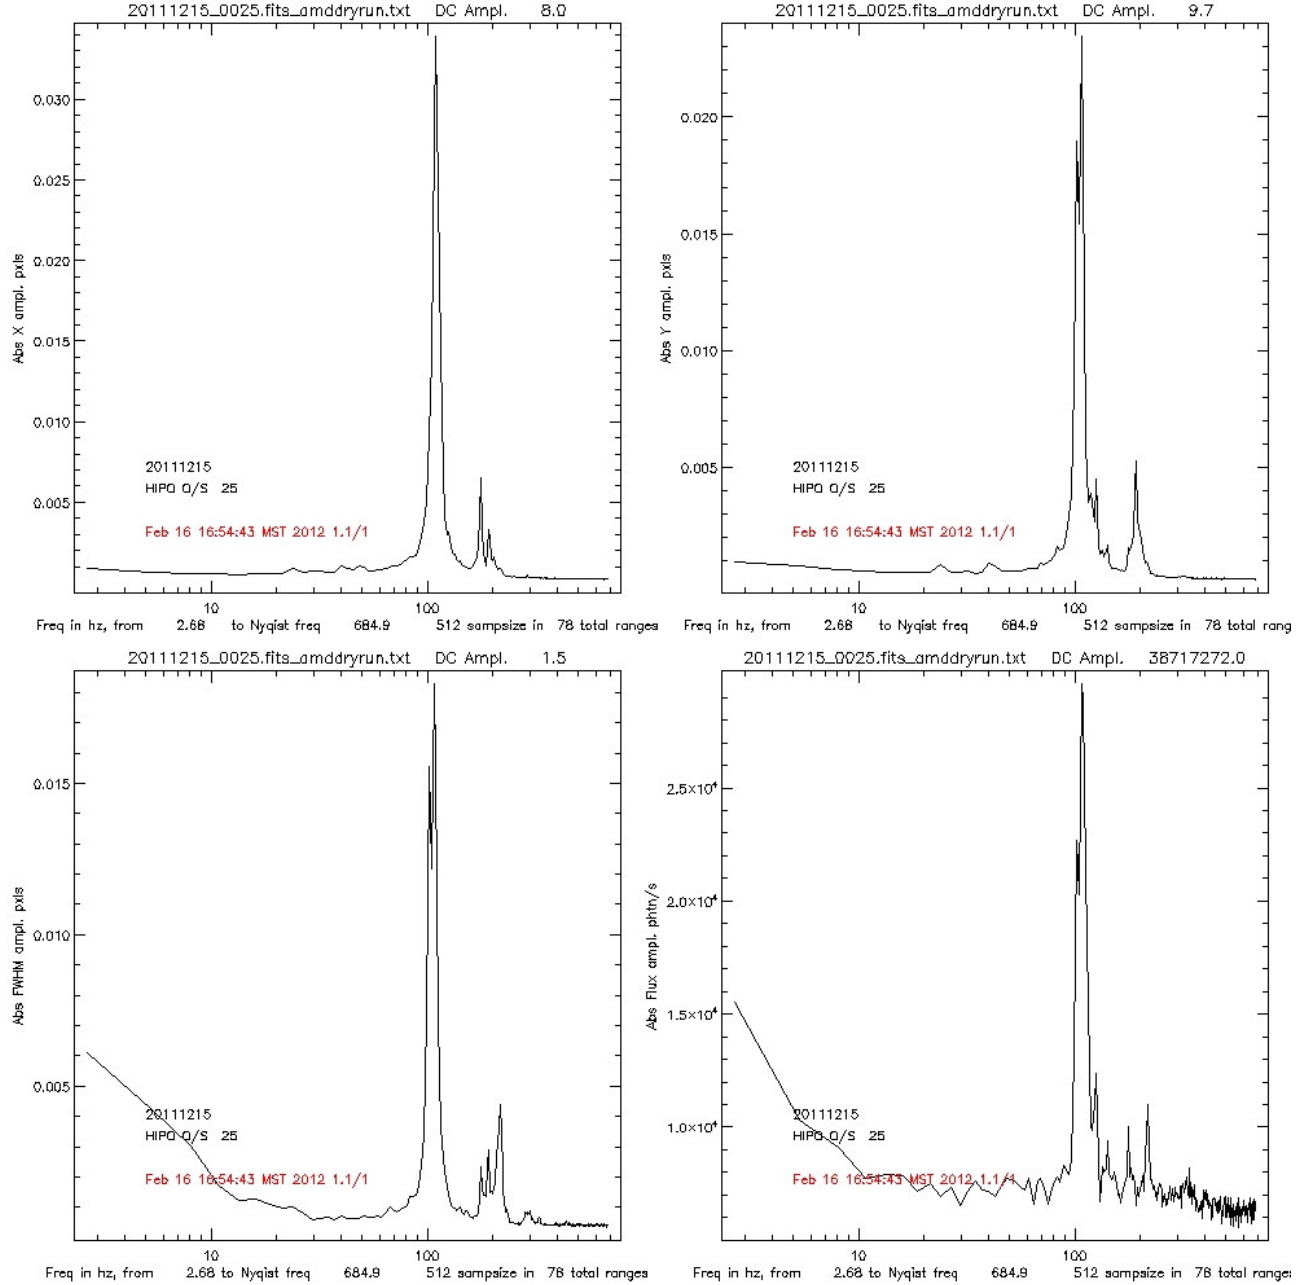 20111215_0025.fits_amddryrun.txt DC Ampl. 8.0
0.030
0.025
0.020
0.015
0.010
0.005
Abs X ampl. pxls
20111215
HIPO O/S 25
Feb 16 16:54:43 MST 2012 1.1/1
10 100
Freq in hz, from 2.68 to Nyqist freq 684.9 512 sampsize in 78 total ranges
20111215_0025.fits_amddryrun.txt DC Ampl. 9.7
0.020
0.015
0.010
0.005
Abs Y ampl. pxls
20111215
HIPO O/S 25
Feb 16 16:54:43 MST 2012 1.1/1
10 100
Freq in hz, from 2.68 to Nyqist freq 684.9 512 sampsize in 78 total rang
20111215_0025.fits_amddryrun.txt DC Ampl. 1.5
0.015
0.010
0.005
Abs FWHM ampl. pxls
20111215
HIPO O/S 25
Feb 16 16:54:43 MST 2012 1.1/1
10 100
Freq in hz, from 2.68 to Nyqist freq 684.9 512 sampsize in 78 total ranges
20111215_0025.fits_amddryrun.txt DC Ampl. 38717272.0
2.5×10⁴
2.0×10⁴
1.5×10⁴
1.0×10⁴
Abs Flux ampl. phtn/s
20111215
HIPO O/S 25
Feb 16 16:54:43 MST 2012 1.1/1
10 100
Freq in hz, from 2.68 to Nyqist freq 684.9 512 sampsize in 78 total ranges